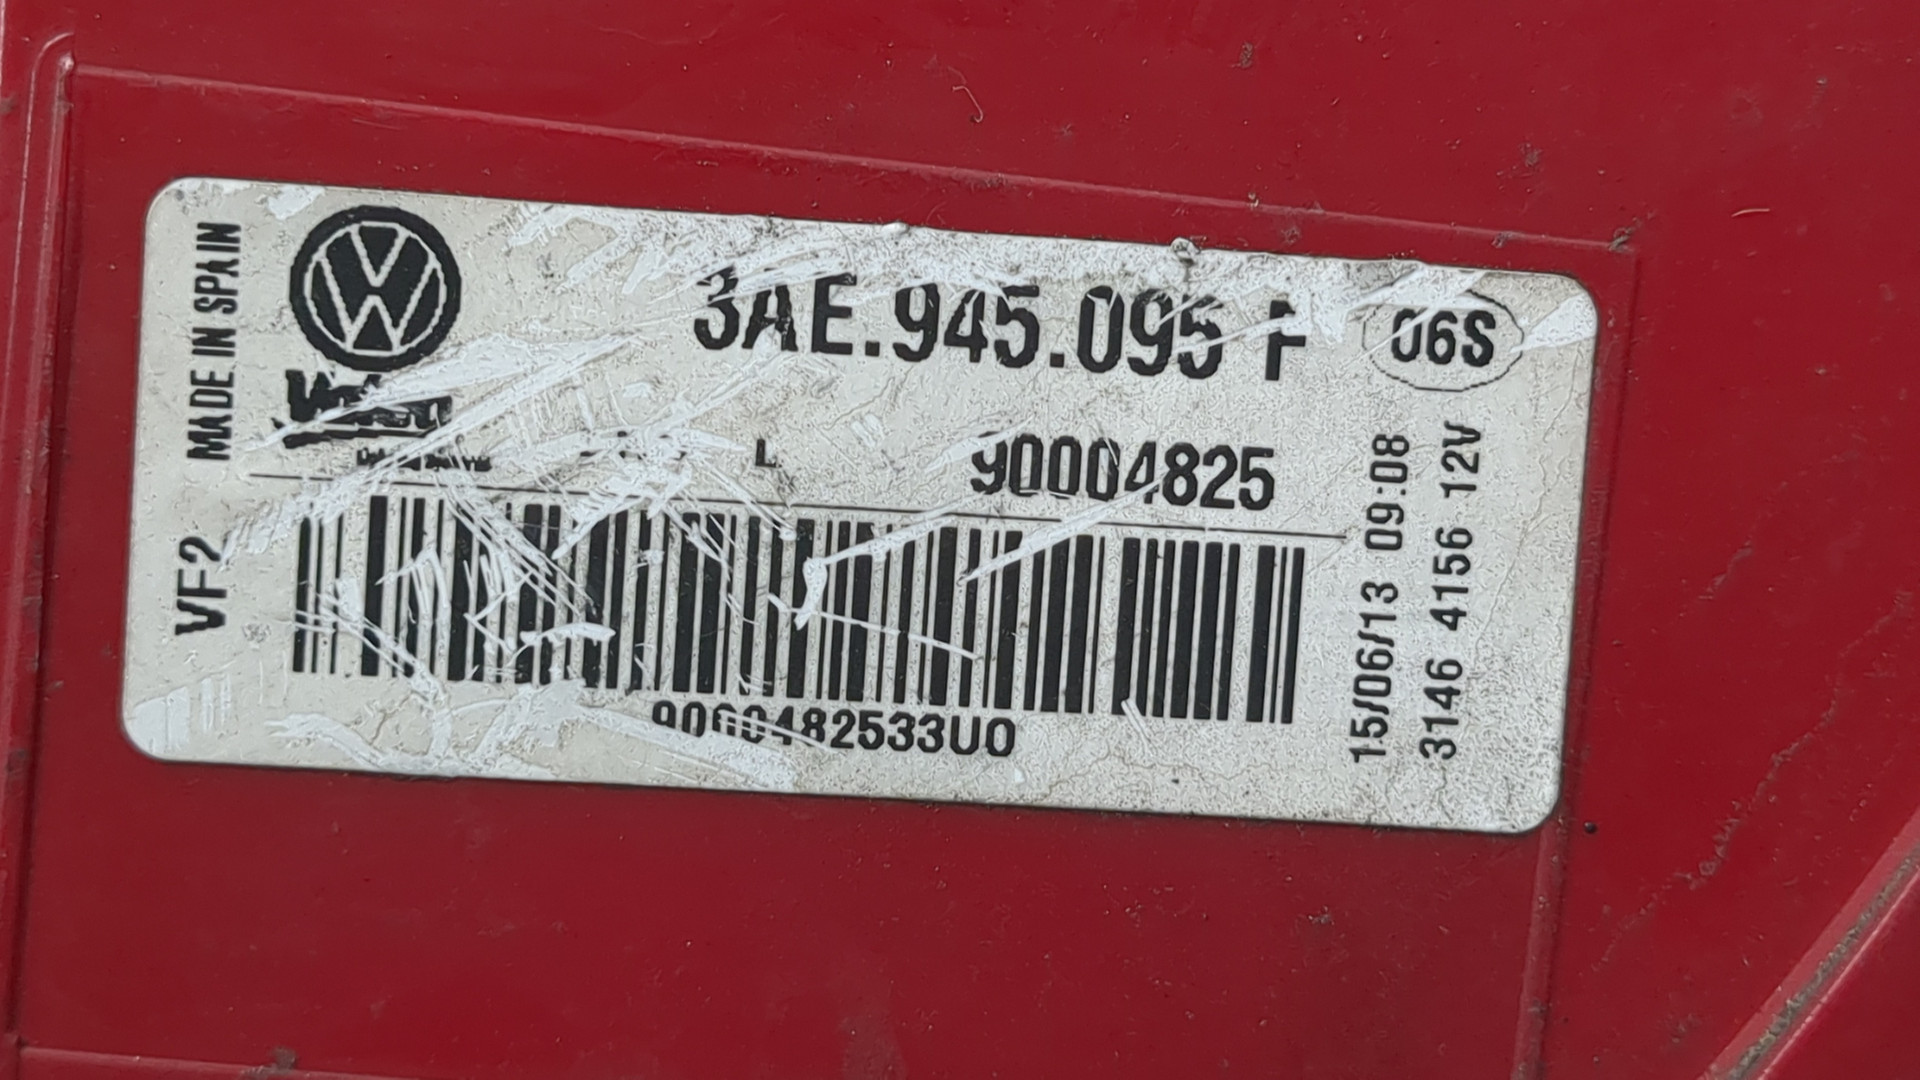 MADE IN SPAIN
VF2
3AE.945.095 F
06S
L
90004825
9000482533U0
15/06/13 09:08
3146 4156 12V